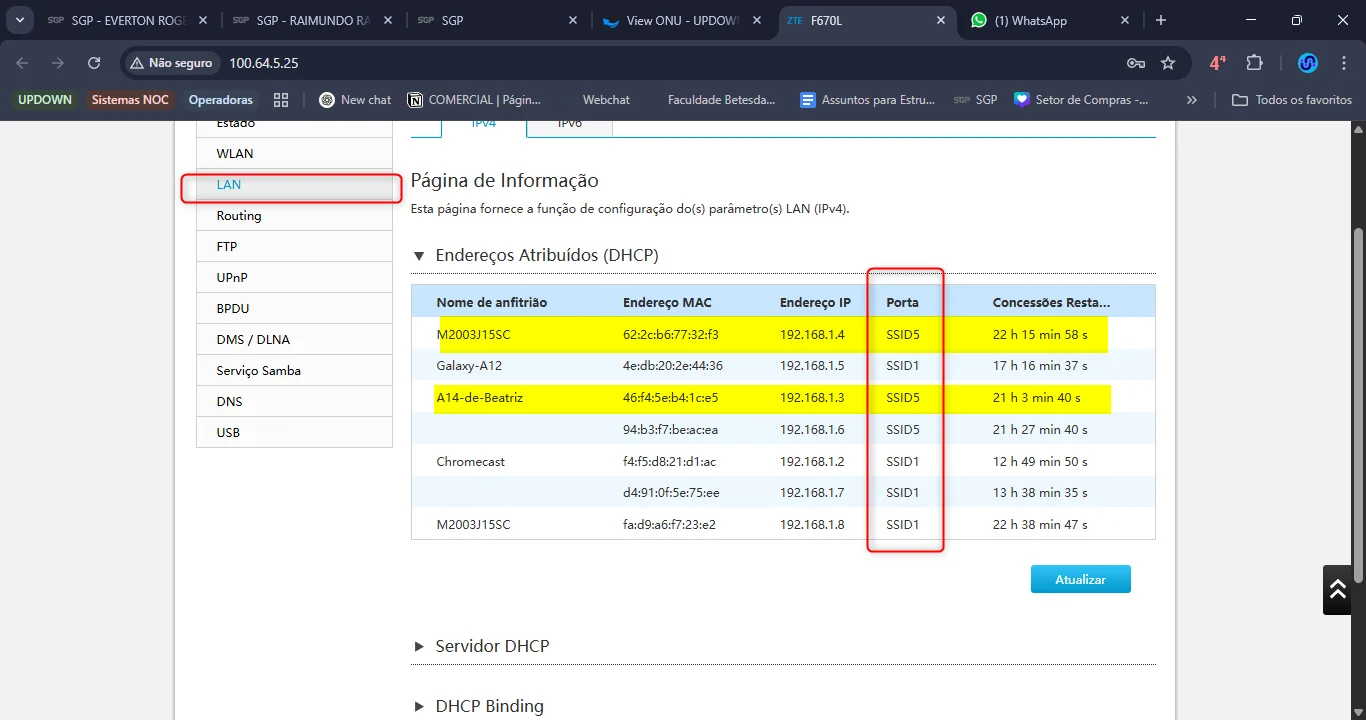 SGP - EVERTON ROGE
SGP - RAIMUNDO RA
SGP
View ONU - UPDOWN
ZTE F670L
(1) WhatsApp
Não seguro 100.64.5.25
UPDOWN Sistemas NOC Operadoras New chat COMERCIAL | Págin... Webchat Faculdade Betesda... Assuntos para Estru... SGP Setor de Compras -... » Todos os favoritos
Estado
WLAN
LAN
Routing
FTP
UPnP
BPDU
DMS / DLNA
Serviço Samba
DNS
USB
IPv4 IPv6
Página de Informação
Esta página fornece a função de configuração do(s) parâmetro(s) LAN (IPv4).
▼ Endereços Atribuídos (DHCP)
Nome de anfitrião Endereço MAC Endereço IP Porta Concessões Resta...
M2003J15SC 62:2c:b6:77:32:f3 192.168.1.4 SSID5 22 h 15 min 58 s
Galaxy-A12 4e:db:20:2e:44:36 192.168.1.5 SSID1 17 h 16 min 37 s
A14-de-Beatriz 46:f4:5e:b4:1c:e5 192.168.1.3 SSID5 21 h 3 min 40 s
94:b3:f7:be:ac:ea 192.168.1.6 SSID5 21 h 27 min 40 s
Chromecast f4:f5:d8:21:d1:ac 192.168.1.2 SSID1 12 h 49 min 50 s
d4:91:0f:5e:75:ee 192.168.1.7 SSID1 13 h 38 min 35 s
M2003J15SC fa:d9:a6:f7:23:e2 192.168.1.8 SSID1 22 h 38 min 47 s
Atualizar
► Servidor DHCP
► DHCP Binding